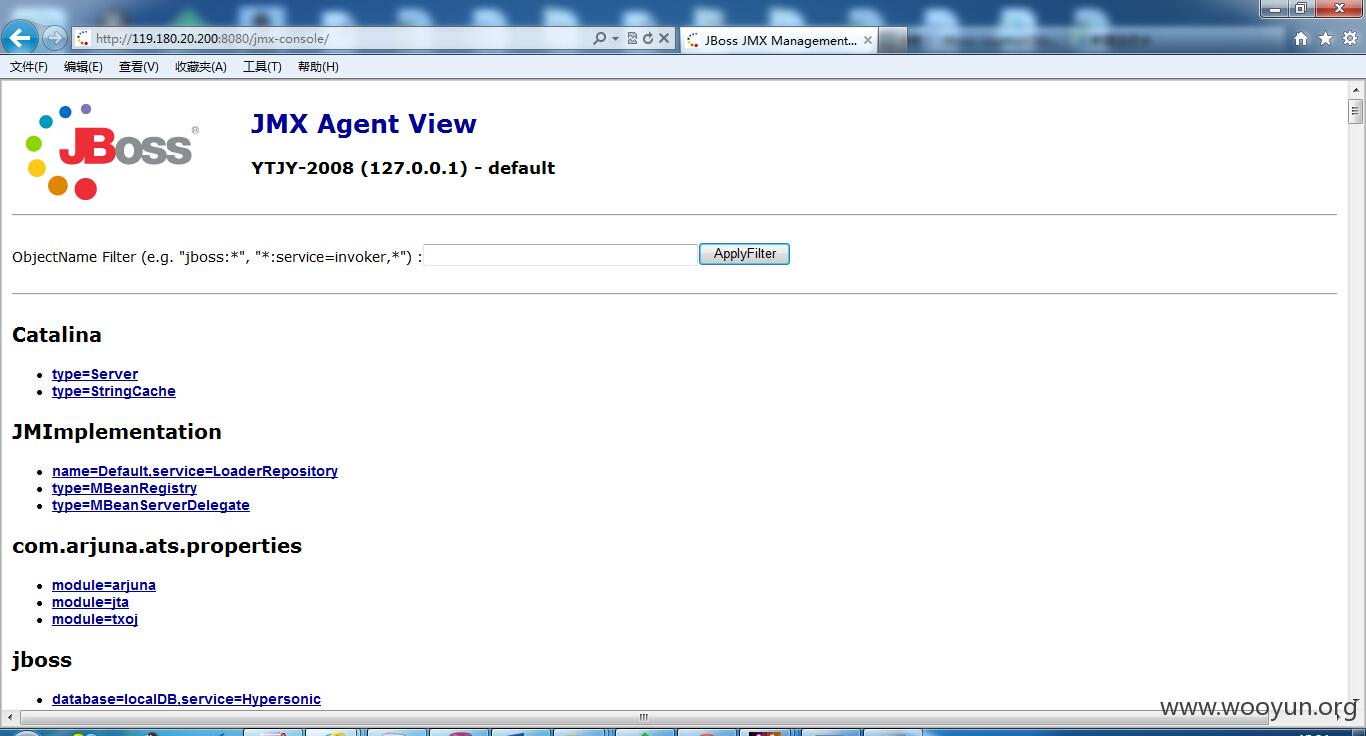 http://119.180.20.200:8080/jmx-console/
JBoss JMX Management...
文件(F) 编辑(E) 查看(V) 收藏夹(A) 工具(T) 帮助(H)
JBoss®
JMX Agent View
YTJY-2008 (127.0.0.1) - default
ObjectName Filter (e.g. "jboss:*", "*:service=invoker,*") : ApplyFilter
Catalina
type=Server
type=StringCache
JMImplementation
name=Default,service=LoaderRepository
type=MBeanRegistry
type=MBeanServerDelegate
com.arjuna.ats.properties
module=arjuna
module=jta
module=txoj
jboss
database=localDB,service=Hypersonic
www.wooyun.org